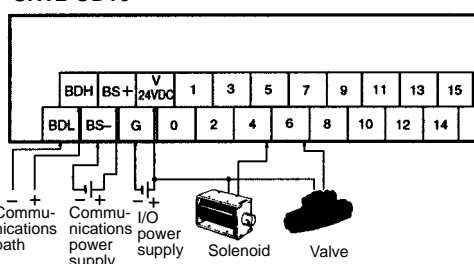 BDH BS+ V 24VDC 1 3 5 7 9 11 13 15
BDL BS– G 0 2 4 6 8 10 12 14
– + – + – +
Commu-
nications
path
Commu-
nications
power
supply
I/O
power
supply
Solenoid
Valve